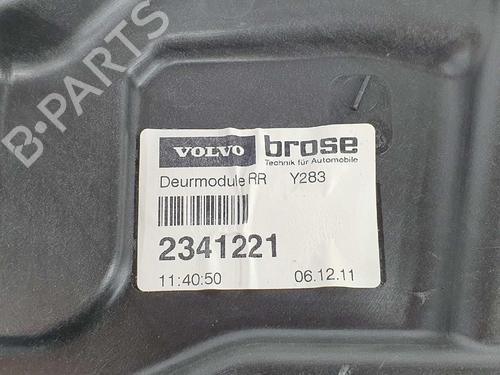 B-PARTS
VOLVO brose
Technik für Automobile
Deurmodule RR Y283
2341221
11:40:50 06.12.11